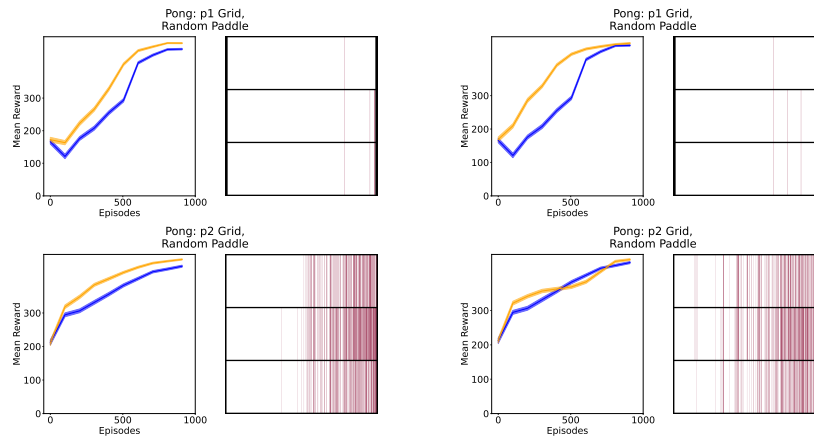 Pong: p1 Grid,
Random Paddle
Mean Reward
300
200
100
0
0
500
1000
Episodes
Pong: p1 Grid,
Random Paddle
Mean Reward
300
200
100
0
0
500
1000
Episodes
Pong: p2 Grid,
Random Paddle
Mean Reward
300
200
100
0
0
500
1000
Episodes
Pong: p2 Grid,
Random Paddle
Mean Reward
300
200
100
0
0
500
1000
Episodes